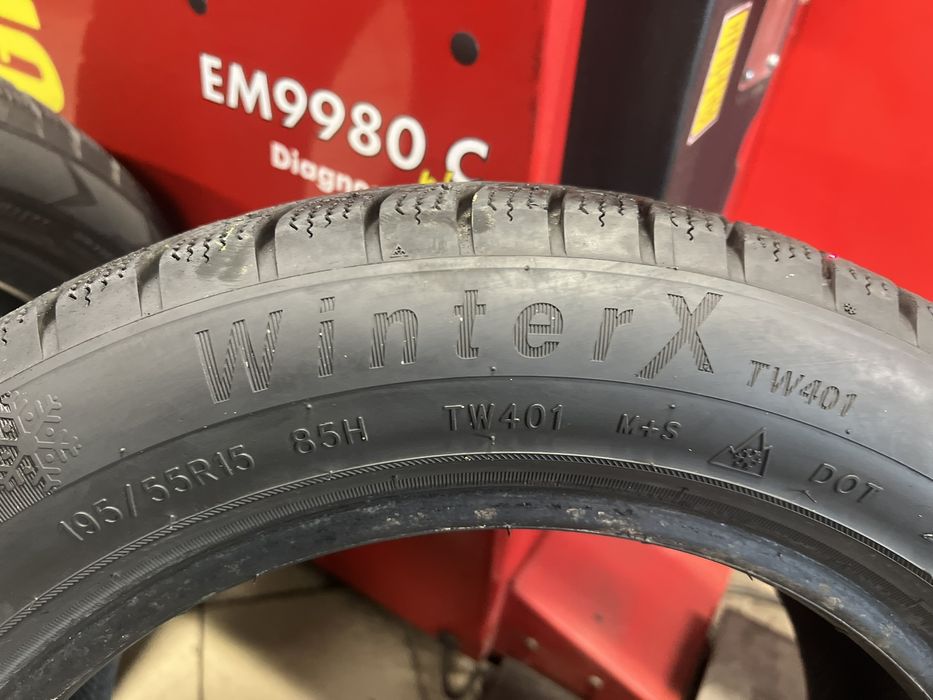 EM9980 C
WinterX TW401
195/55R15 85H TW401 M+S DOT